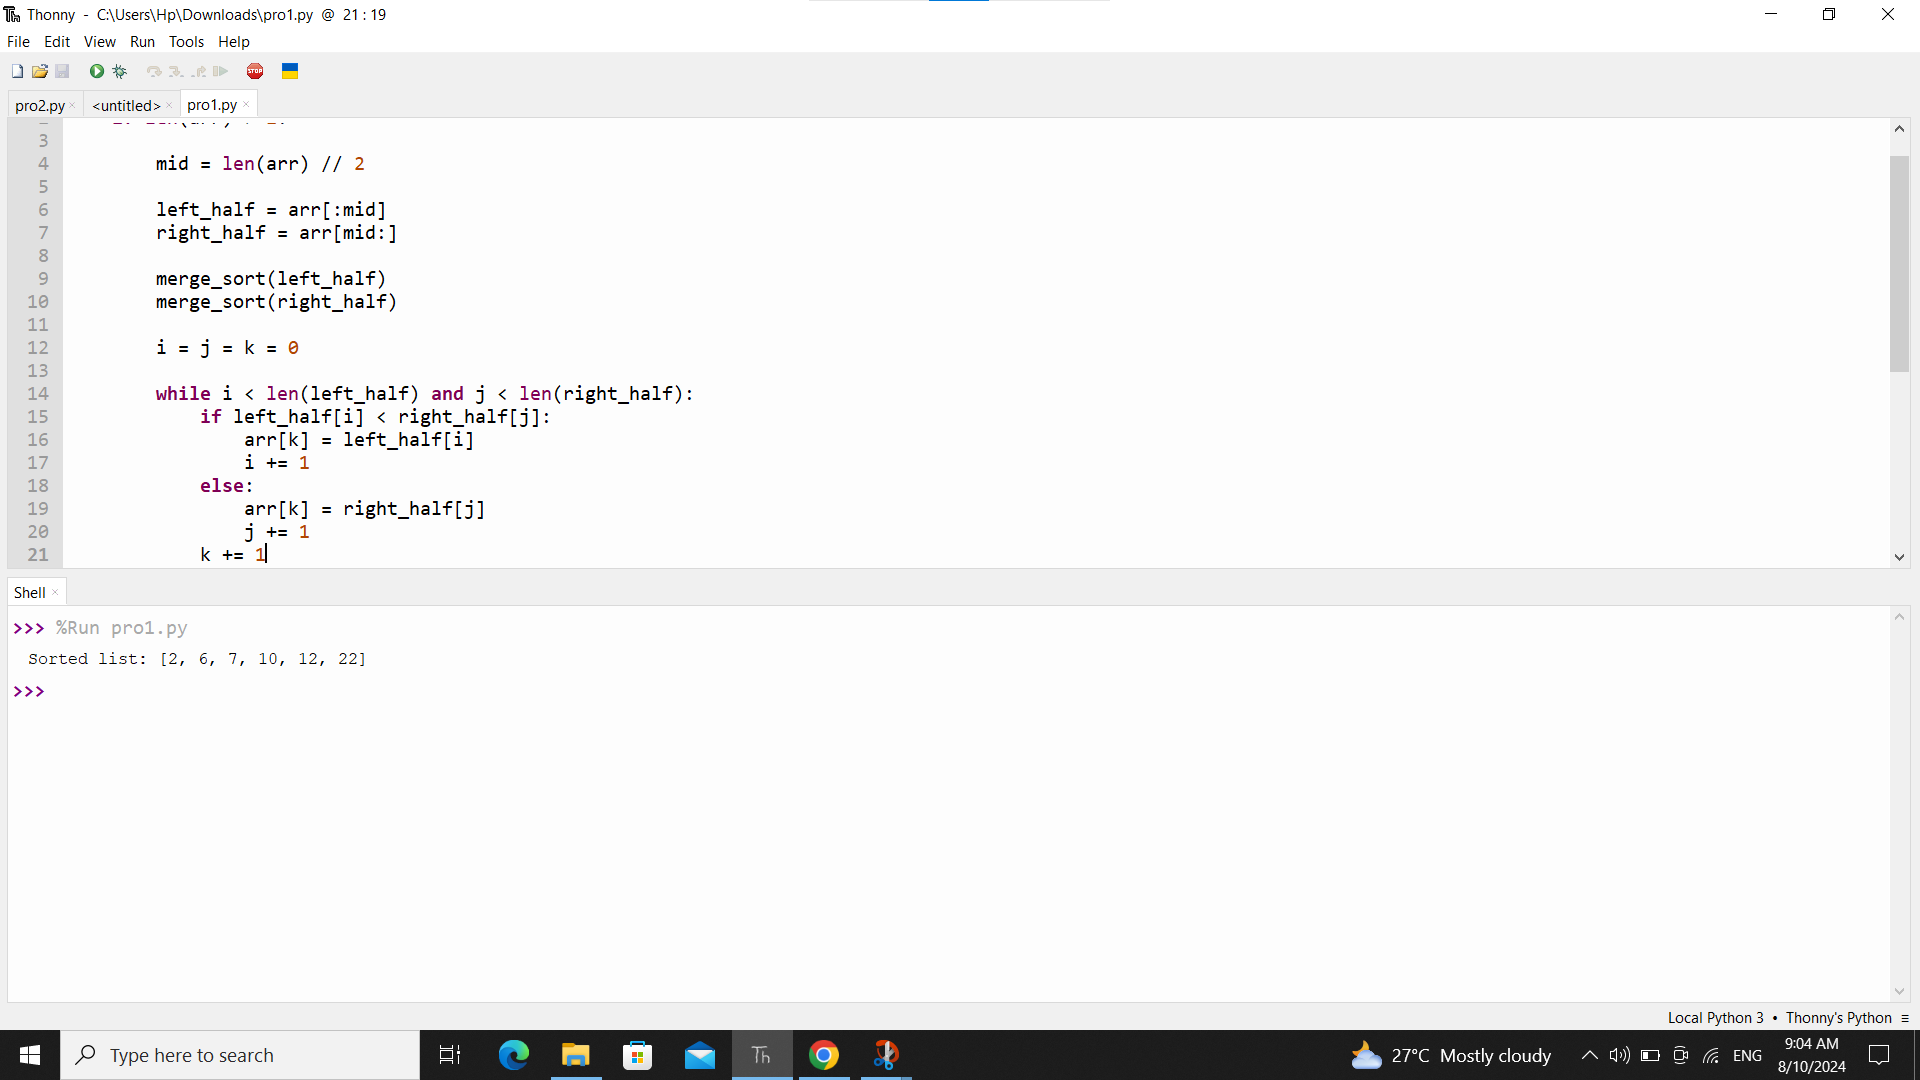 Thonny - C:\Users\Hp\Downloads\pro1.py @ 21 : 19
File Edit View Run Tools Help
STOP
pro2.py × <untitled> × pro1.py ×
3
4 mid = len(arr) // 2
5
6 left_half = arr[:mid]
7 right_half = arr[mid:]
8
9 merge_sort(left_half)
10 merge_sort(right_half)
11
12 i = j = k = 0
13
14 while i < len(left_half) and j < len(right_half):
15 if left_half[i] < right_half[j]:
16 arr[k] = left_half[i]
17 i += 1
18 else:
19 arr[k] = right_half[j]
20 j += 1
21 k += 1
Shell ×
>>> %Run pro1.py
Sorted list: [2, 6, 7, 10, 12, 22]
>>>
Local Python 3 • Thonny's Python ≡
Type here to search
Th
27°C Mostly cloudy
ENG
9:04 AM
8/10/2024